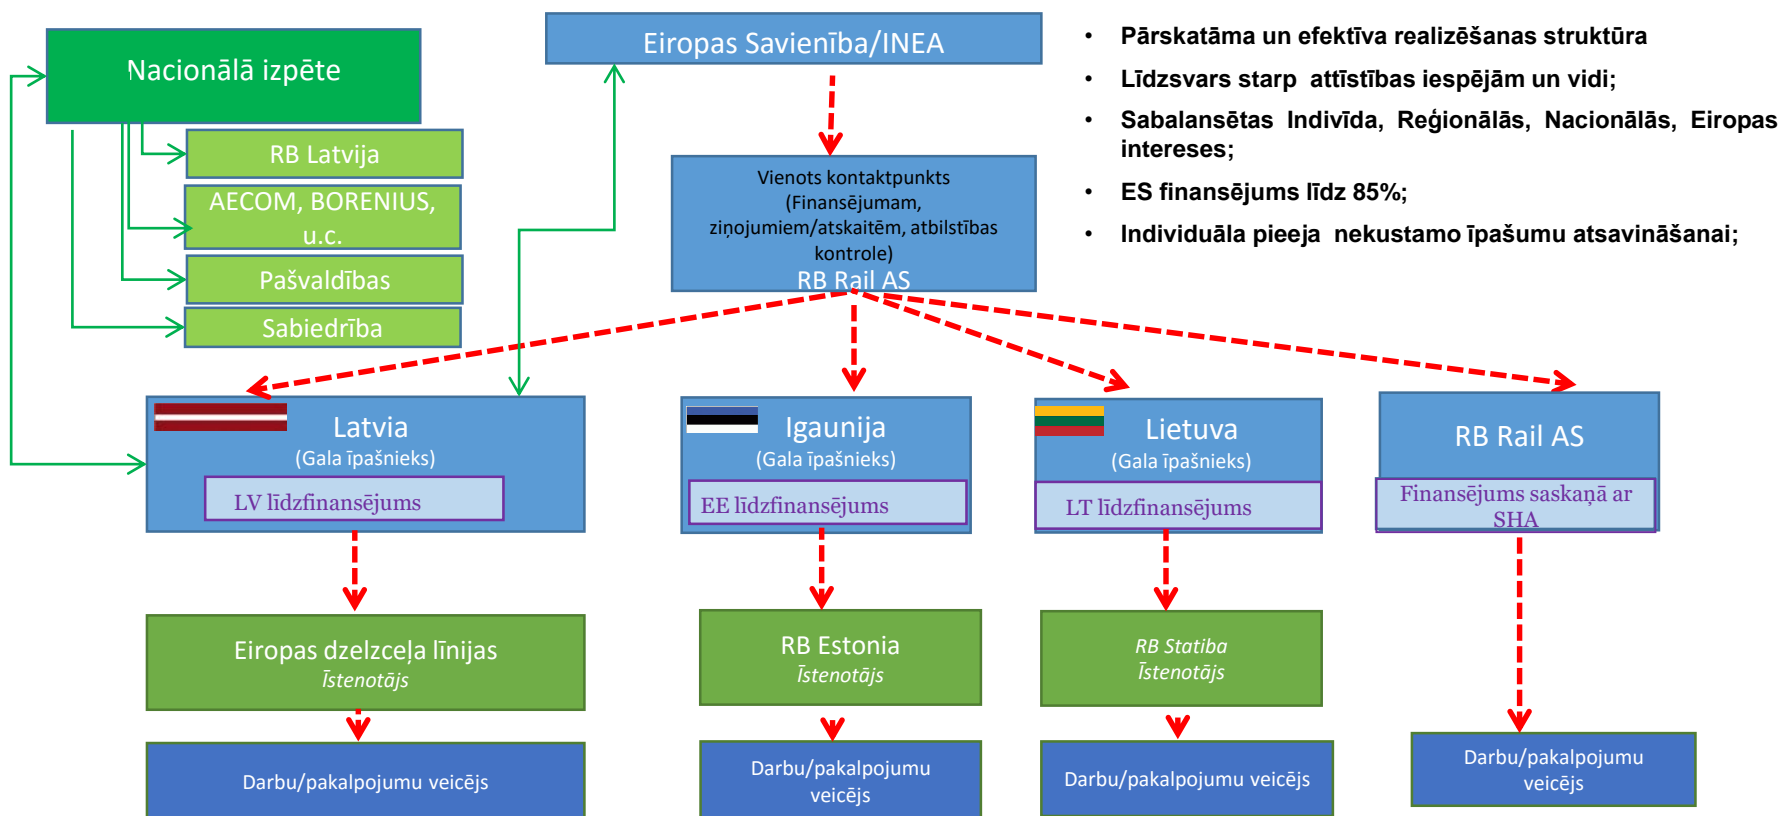 Nacionālā izpēte
RB Latvija
AECOM, BORENIUS,
u.c.
Pašvaldības
Sabiedrība
Eiropas Savienība/INEA
Vienots kontaktpunkts
(Finansējumam,
ziņojumiem/atskaitēm, atbilstības
kontrole)
RB Rail AS
• Pārskatāma un efektīva realizēšanas struktūra
• Līdzsvars starp attīstības iespējām un vidi;
• Sabalansētas Indivīda, Reģionālās, Nacionālās, Eiropas
intereses;
• ES finansējums līdz 85%;
• Individuāla pieeja nekustamo īpašumu atsavināšanai;
Latvia
(Gala īpašnieks)
LV līdzfinansējums
Igaunija
(Gala īpašnieks)
EE līdzfinansējums
Lietuva
(Gala īpašnieks)
LT līdzfinansējums
RB Rail AS
Finansējums saskaņā ar
SHA
Eiropas dzelzceļa līnijas
Īstenotājs
RB Estonia
Īstenotājs
RB Statiba
Īstenotājs
Darbu/pakalpojumu veicējs
Darbu/pakalpojumu
veicējs
Darbu/pakalpojumu veicējs
Darbu/pakalpojumu
veicējs